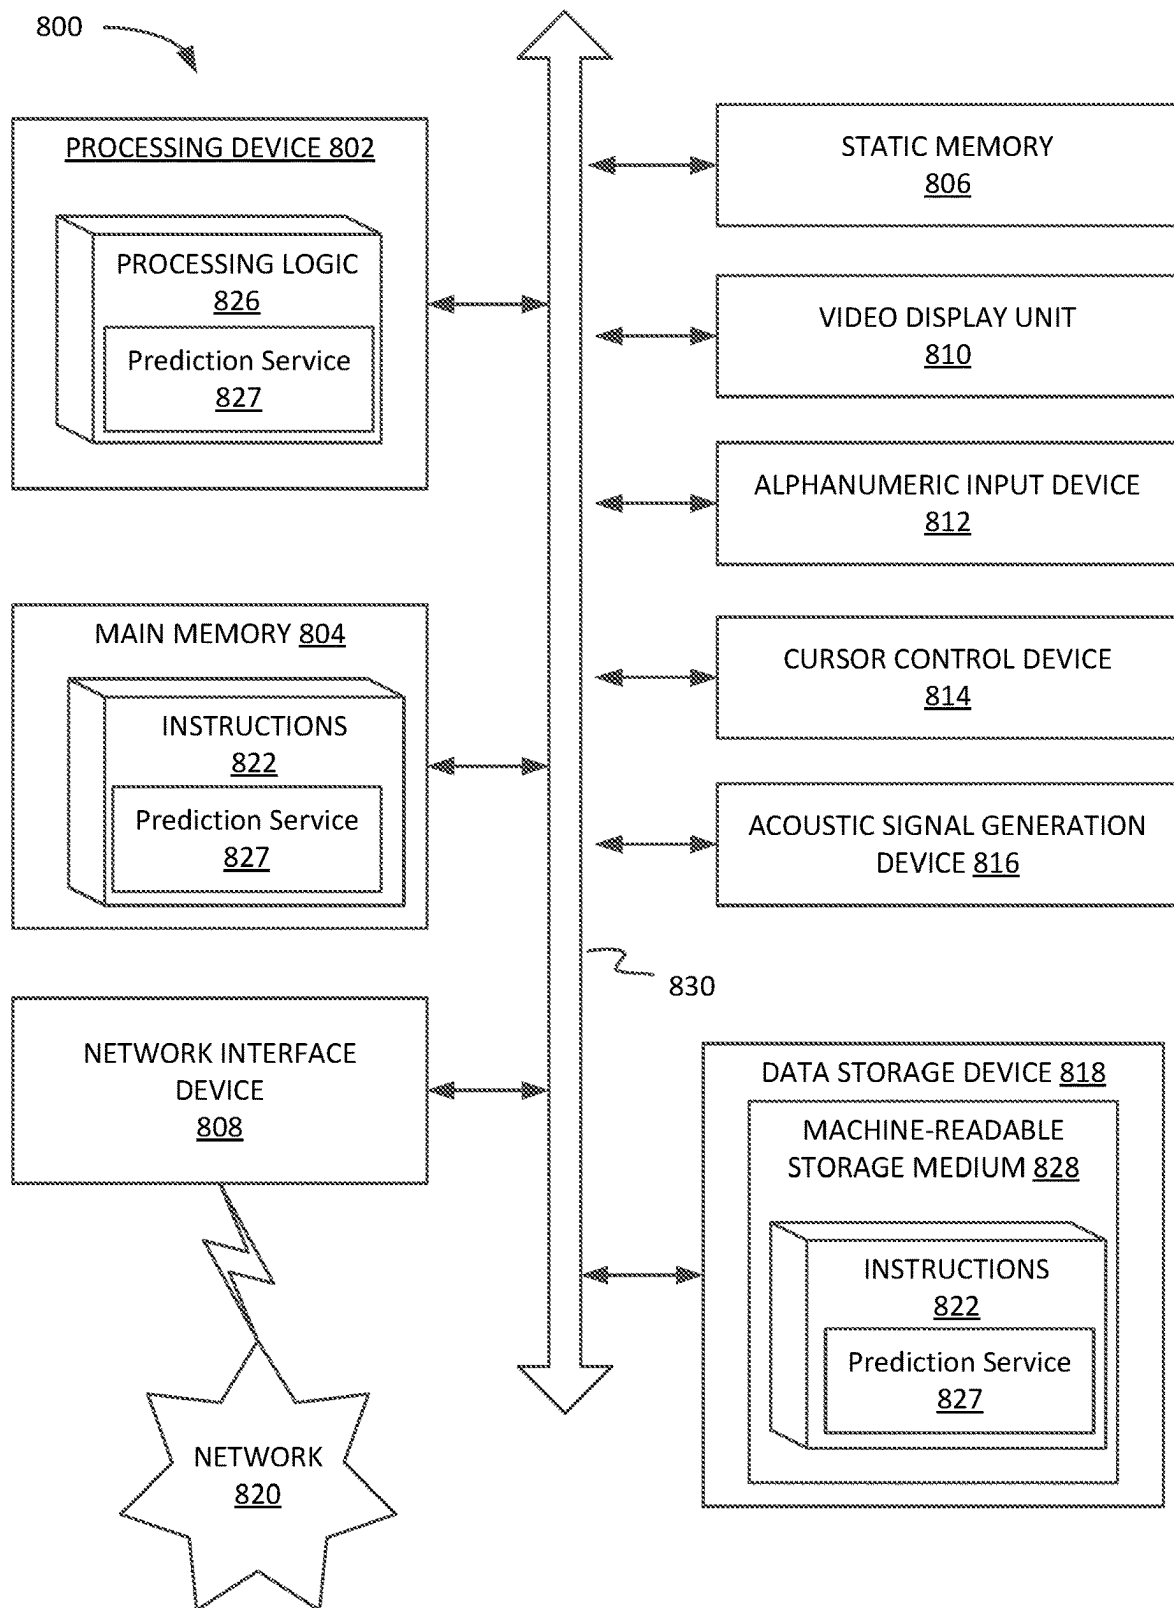 800
PROCESSING DEVICE 802
PROCESSING LOGIC
826
Prediction Service
827
MAIN MEMORY 804
INSTRUCTIONS
822
Prediction Service
827
NETWORK INTERFACE
DEVICE
808
NETWORK
820
STATIC MEMORY
806
VIDEO DISPLAY UNIT
810
ALPHANUMERIC INPUT DEVICE
812
CURSOR CONTROL DEVICE
814
ACOUSTIC SIGNAL GENERATION
DEVICE 816
830
DATA STORAGE DEVICE 818
MACHINE-READABLE
STORAGE MEDIUM 828
INSTRUCTIONS
822
Prediction Service
827